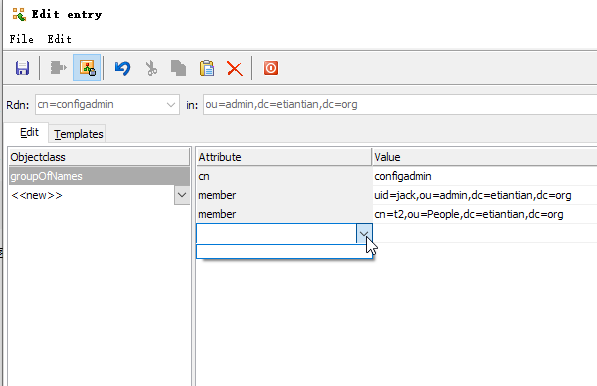 Edit entry
File Edit
Rdn: cn=configadmin in: ou=admin,dc=etiantian,dc=org
Edit Templates
Objectclass Attribute Value
groupOfNames cn configadmin
<<new>> member uid=jack,ou=admin,dc=etiantian,dc=org
member cn=t2,ou=People,dc=etiantian,dc=org